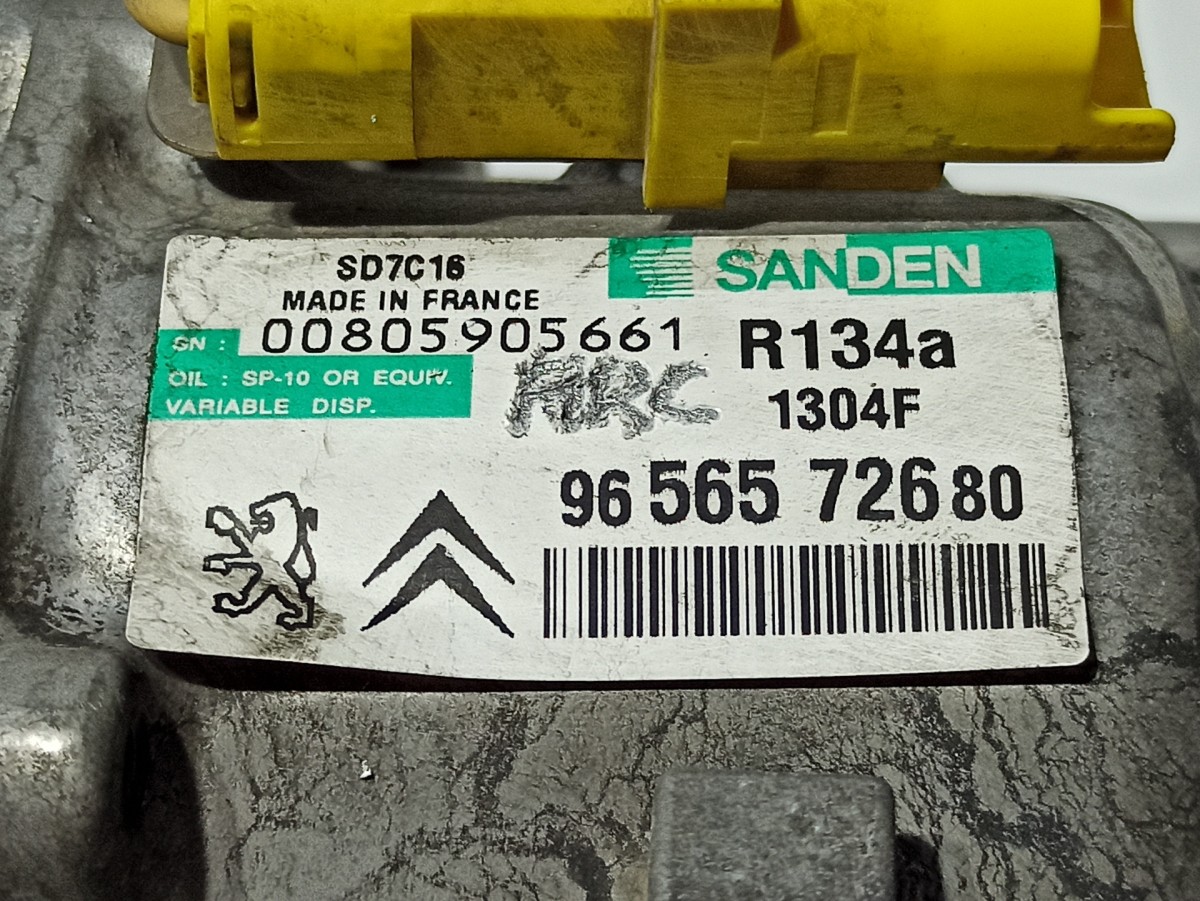 SANDEN
SD7C16
MADE IN FRANCE
SN : 00805905661
R134a
OIL : SP-10 OR EQUIV.
VARIABLE DISP.
1304F
96 565 726 80